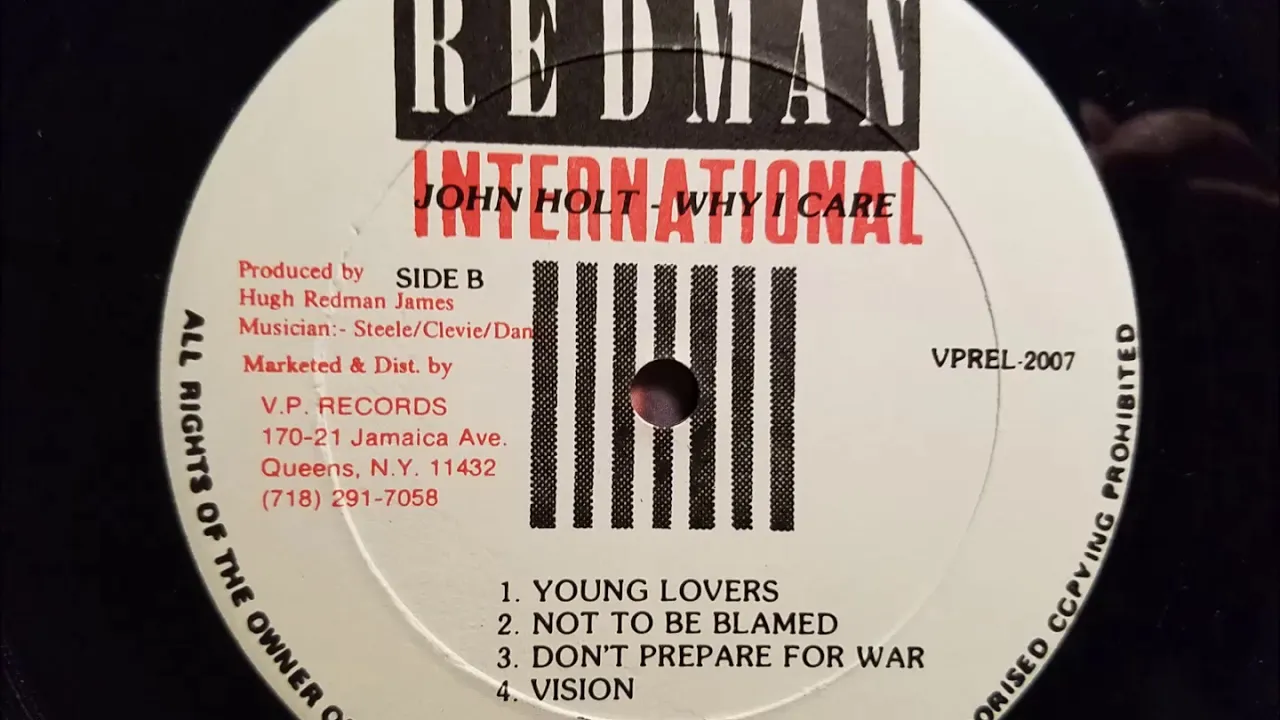 REDMAN
INTERNATIONAL
JOHN HOLT - WHY I CARE
Produced by
SIDE B
Hugh Redman James
Musician:- Steele/Clevie/Dan
Marketed & Dist. by
V.P. RECORDS
170-21 Jamaica Ave.
Queens, N.Y. 11432
(718) 291-7058
VPREL-2007
1. YOUNG LOVERS
2. NOT TO BE BLAMED
3. DON'T PREPARE FOR WAR
4. VISION
ALL RIGHTS OF THE OWNER
ORISED COPYING PROHIBITED